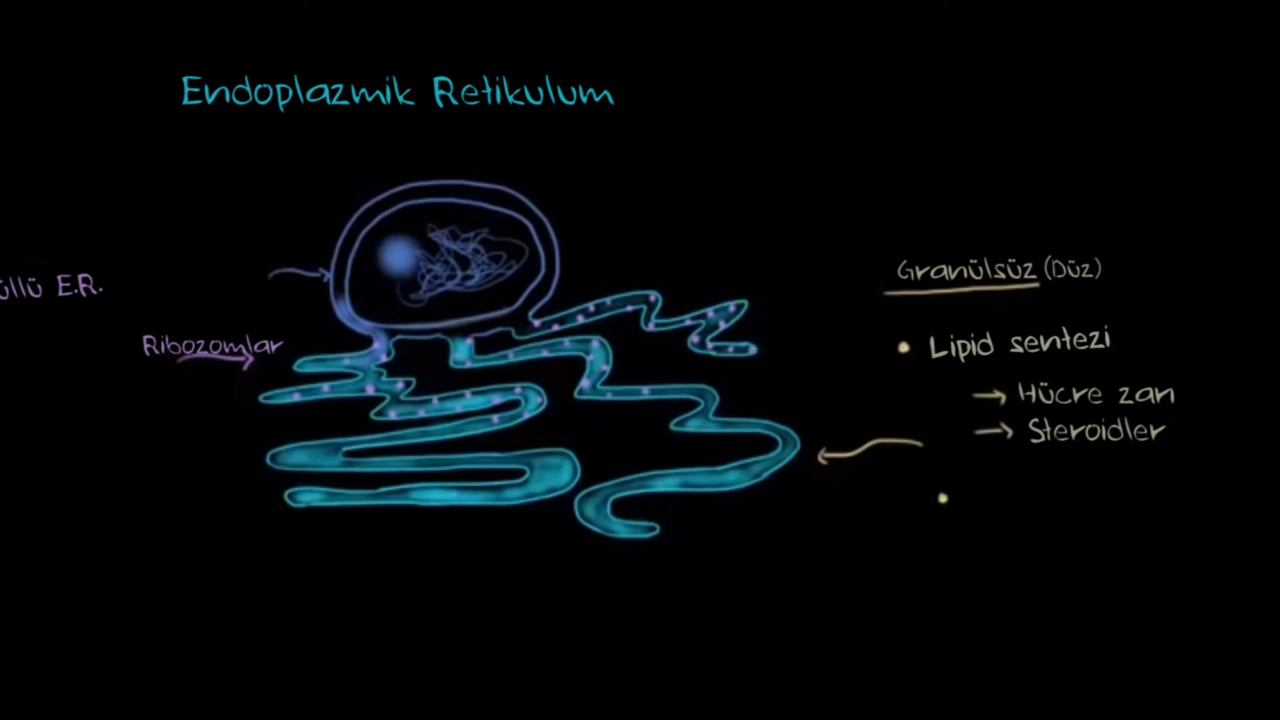 Endoplazmik Retikulum
üllü E.R.
Ribozomlar
Granülsüz (Düz)
• Lipid sentezi
→ Hücre zarı
→ Steroidler